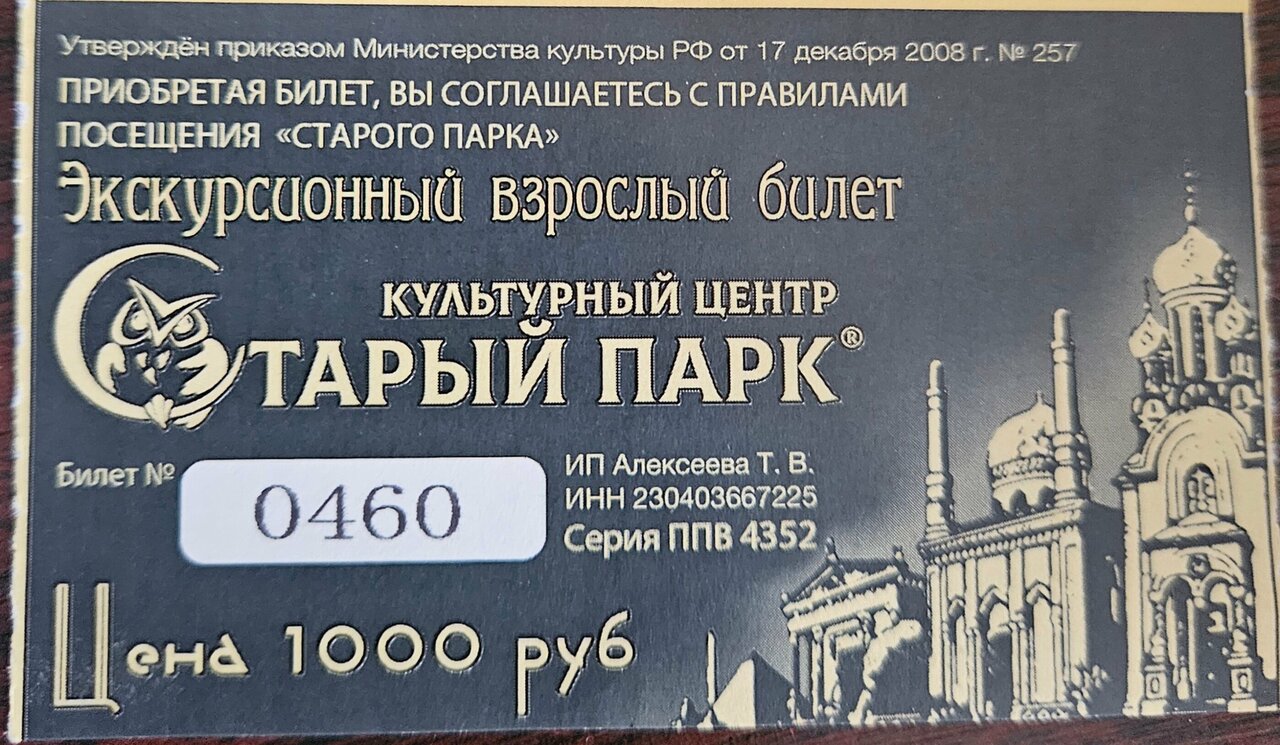 Утверждён приказом Министерства культуры РФ от 17 декабря 2008 г. № 257
ПРИОБРЕТАЯ БИЛЕТ, ВЫ СОГЛАШАЕТЕСЬ С ПРАВИЛАМИ
ПОСЕЩЕНИЯ «СТАРОГО ПАРКА»
Экскурсионный взрослый билет
КУЛЬТУРНЫЙ ЦЕНТР
СТАРЫЙ ПАРК®
Билет № 0460
ИП Алексеева Т. В.
ИНН 230403667225
Серия ППВ 4352
Цена 1000 руб